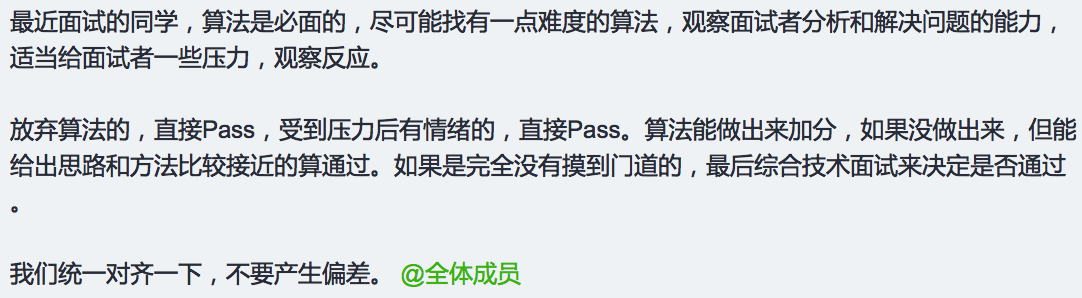 最近面试的同学，算法是必面的，尽可能找有一点难度的算法，观察面试者分析和解决问题的能力，
适当给面试者一些压力，观察反应。
放弃算法的，直接Pass，受到压力后有情绪的，直接Pass。算法能做出来加分，如果没做出来，但能
给出思路和方法比较接近的算通过。如果是完全没有摸到门道的，最后综合技术面试来决定是否通过
。
我们统一对齐一下，不要产生偏差。 @全体成员